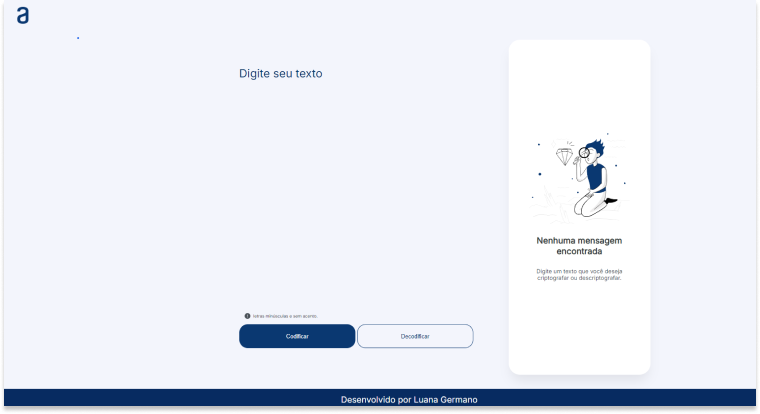 a
Digite seu texto
Nenhuma mensagem
encontrada
Digite um texto que você deseja
criptografar ou descriptografar.
letras minúsculas e sem acento.
Codificar
Decodificar
Desenvolvido por Luana Germano